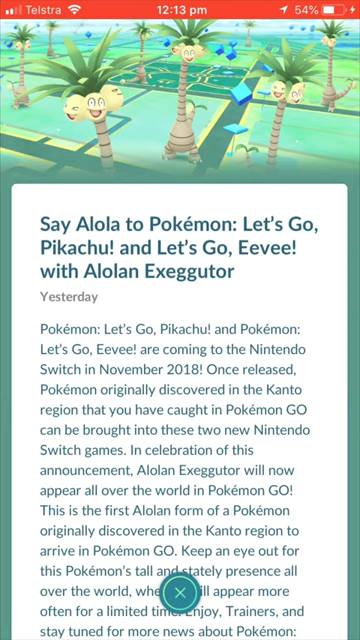 Telstra 12:13 pm 54%
Say Alola to Pokémon: Let's Go,
Pikachu! and Let's Go, Eevee!
with Alolan Exeggutor
Yesterday
Pokémon: Let's Go, Pikachu! and Pokémon:
Let's Go, Eevee! are coming to the Nintendo
Switch in November 2018! Once released,
Pokémon originally discovered in the Kanto
region that you have caught in Pokémon GO
can be brought into these two new Nintendo
Switch games. In celebration of this
announcement, Alolan Exeggutor will now
appear all over the world in Pokémon GO!
This is the first Alolan form of a Pokémon
originally discovered in the Kanto region to
arrive in Pokémon GO. Keep an eye out for
this Pokémon's tall and stately presence all
over the world, ill appear more
often for a limited time. Enjoy, Trainers, and
stay tuned for more news about Pokémon: